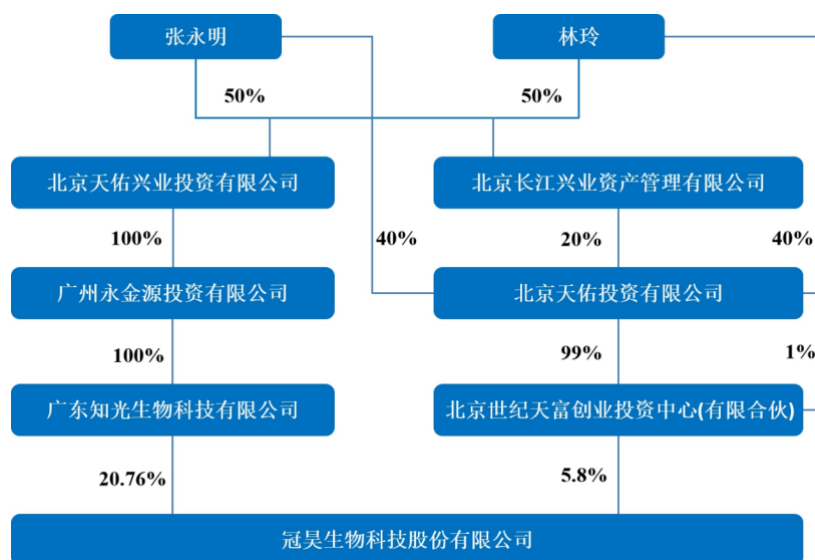 张永明
林玲
50%
50%
北京天佑兴业投资有限公司
北京长江兴业资产管理有限公司
100%
40%
20%
40%
广州永金源投资有限公司
北京天佑投资有限公司
100%
99%
1%
广东知光生物科技有限公司
北京世纪天富创业投资中心(有限合伙)
20.76%
5.8%
冠昊生物科技股份有限公司